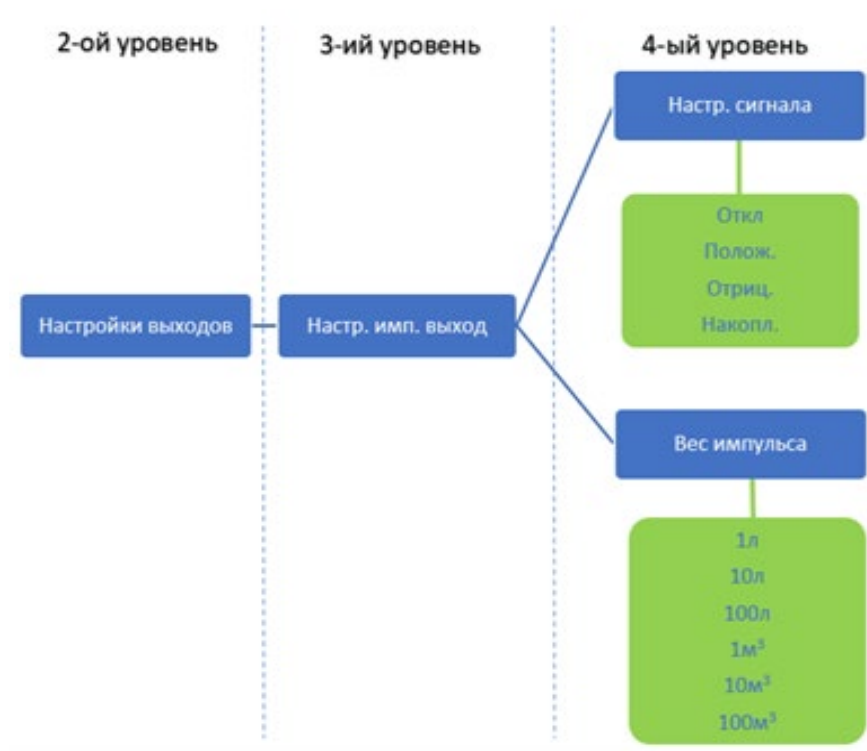 2-ой уровень
3-ий уровень
4-ый уровень
Настройки выходов
Настр. имп. выход
Настр. сигнала
Откл
Полож.
Отриц.
Накопл.
Вес импульса
1л
10л
100л
1м³
10м³
100м³